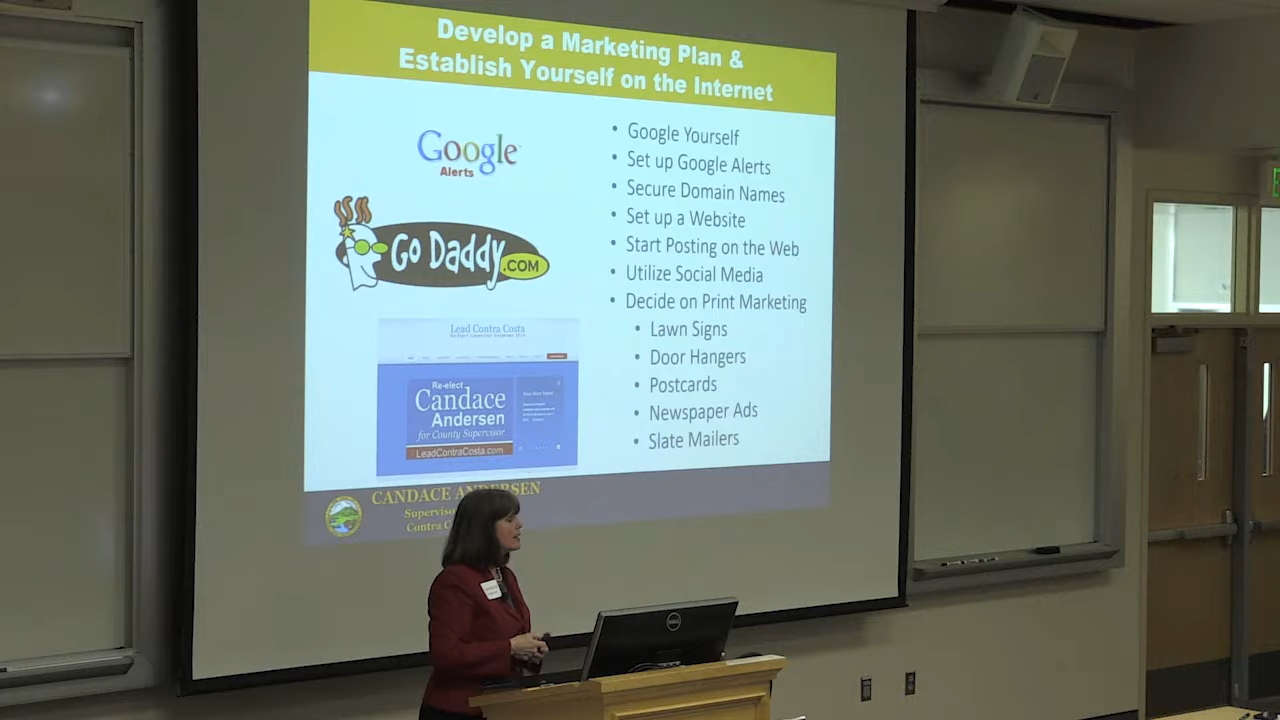 Develop a Marketing Plan &
Establish Yourself on the Internet
Google
Alerts
Go Daddy
.COM
Lead Contra Costa
Re-elect
Candace
Andersen
for County Supervisor
LeadContraCosta.com
• Google Yourself
• Set up Google Alerts
• Secure Domain Names
• Set up a Website
• Start Posting on the Web
• Utilize Social Media
• Decide on Print Marketing
• Lawn Signs
• Door Hangers
• Postcards
• Newspaper Ads
• Slate Mailers
CANDACE ANDERSEN
Supervisor
Contra
DELL